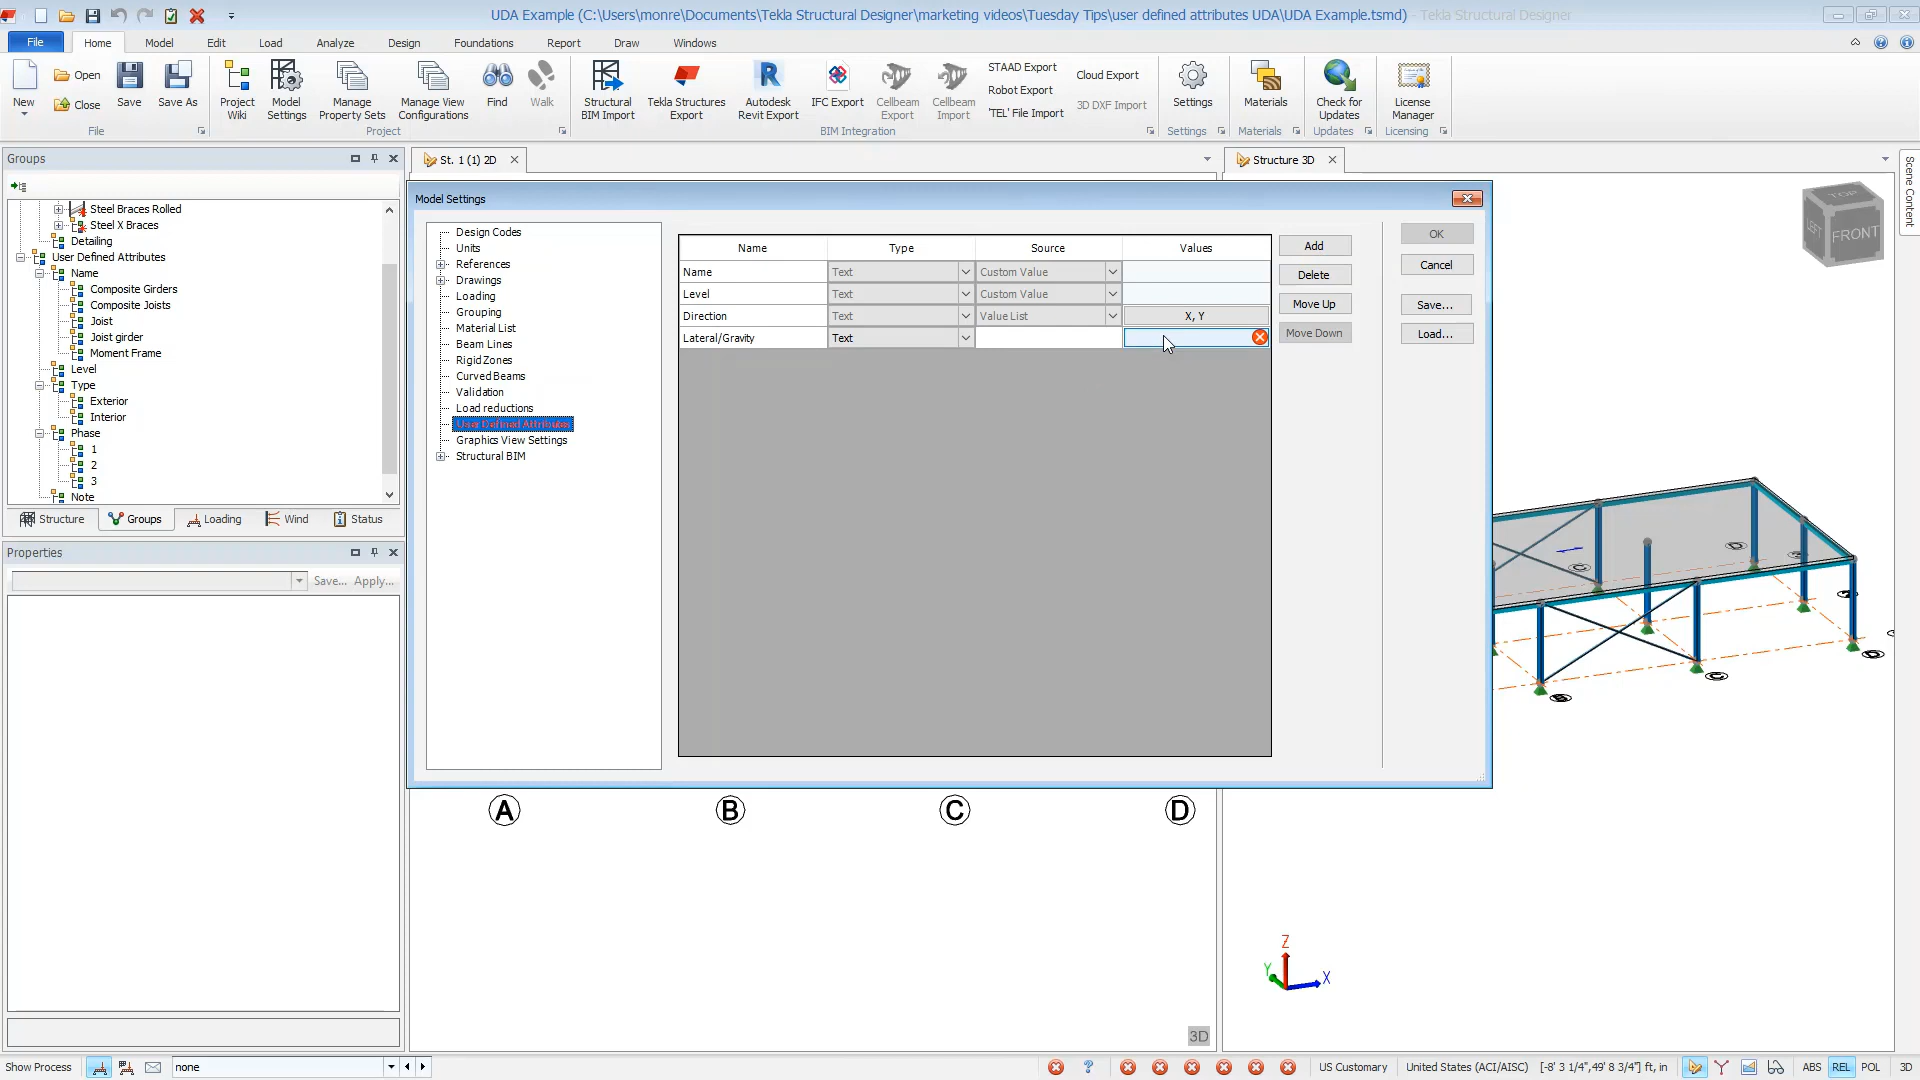 UDA Example (C:\Users\monre\Documents\Tekla Structural Designer\marketing videos\Tuesday Tips\user defined attributes UDA\UDA Example.tsmd) - Tekla Structural Designer
File Home Model Edit Load Analyze Design Foundations Report Draw Windows
New
Open
Close
Save
Save As
Project Wiki
Model Settings
Manage Property Sets
Manage View Configurations
Find
Walk
Structural BIM Import
Tekla Structures Export
Autodesk Revit Export
IFC Export
Cellbeam Export
Cellbeam Import
STAAD Export
Robot Export
'TEL' File Import
Cloud Export
3D DXF Import
Settings
Materials
Check for Updates
License Manager
File Project BIM Integration Settings Materials Updates Licensing
Groups
St. 1 (1) 2D
Structure 3D
Scene Content
Steel Braces Rolled
Steel X Braces
Detailing
User Defined Attributes
Name
Composite Girders
Composite Joists
Joist
Joist girder
Moment Frame
Level
Type
Exterior
Interior
Phase
1
2
3
Note
Structure Groups Loading Wind Status
Properties
Save... Apply...
Model Settings
Design Codes
Units
References
Drawings
Loading
Grouping
Material List
Beam Lines
Rigid Zones
Curved Beams
Validation
Load reductions
User Defined Attributes
Graphics View Settings
Structural BIM
Name Type Source Values
Name Text Custom Value
Level Text Custom Value
Direction Text Value List X, Y
Lateral/Gravity Text
Add
Delete
Move Up
Move Down
OK
Cancel
Save...
Load...
TOP
LEFT
FRONT
C
D
D
C
B
A
B
C
D
Z
Y
X
3D
Show Process
none
US Customary
United States (ACI/AISC)
[-8' 3 1/4",49' 8 3/4"] ft, in
ABS REL POL 3D